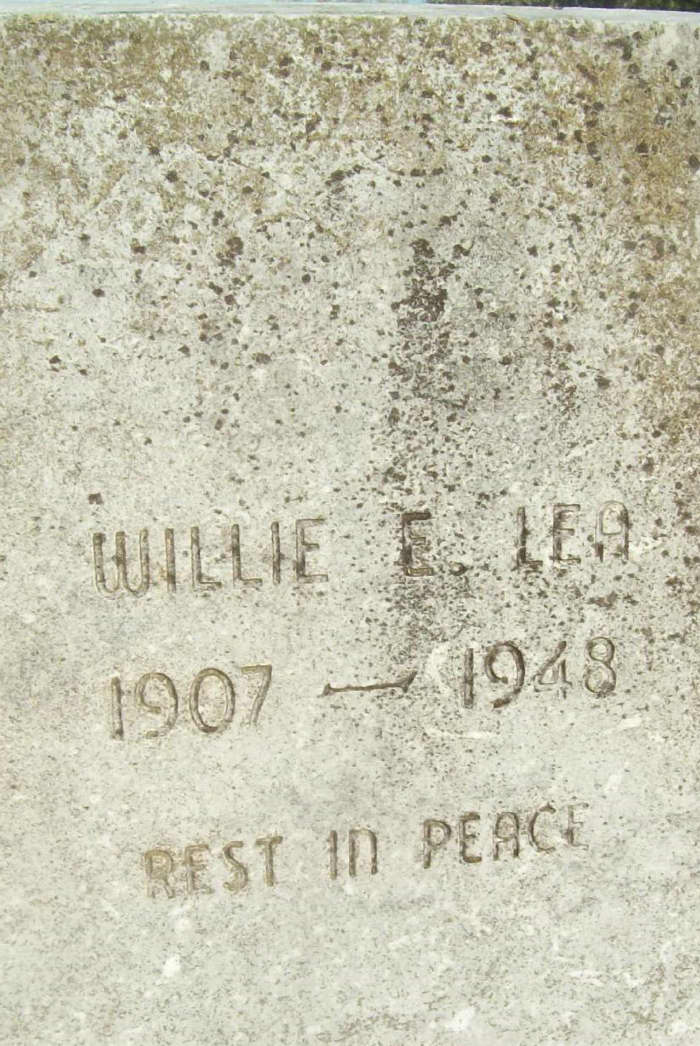 WILLIE E. LEA
1907 — 1948
REST IN PEACE